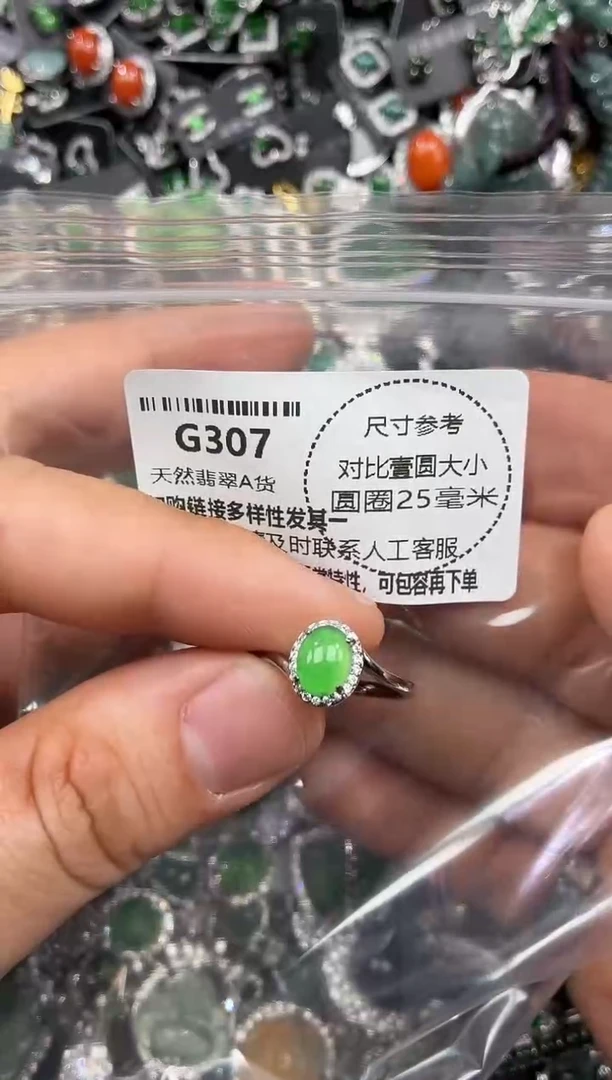 G307
天然翡翠A货
尺寸参考
对比壹圆大小
圆圈25毫米
购链接多样性发其一
及时联系人工客服
特性，可包容再下单